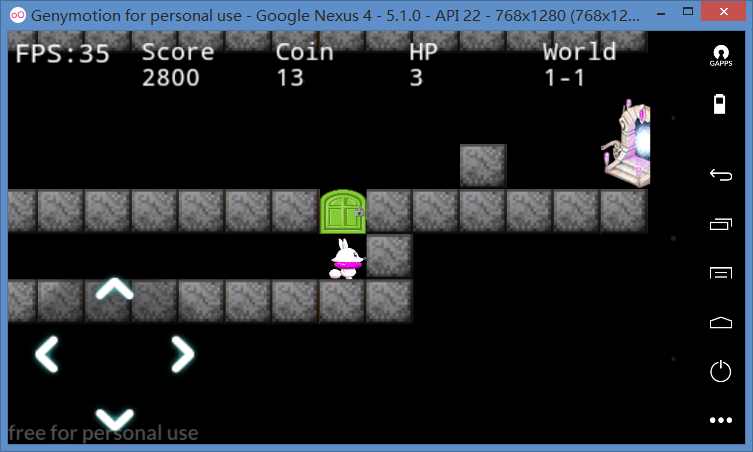 Genymotion for personal use - Google Nexus 4 - 5.1.0 - API 22 - 768x1280 (768x12...
FPS:35
Score
Coin
HP
World
2800
13
3
1-1
GAPPS
free for personal use